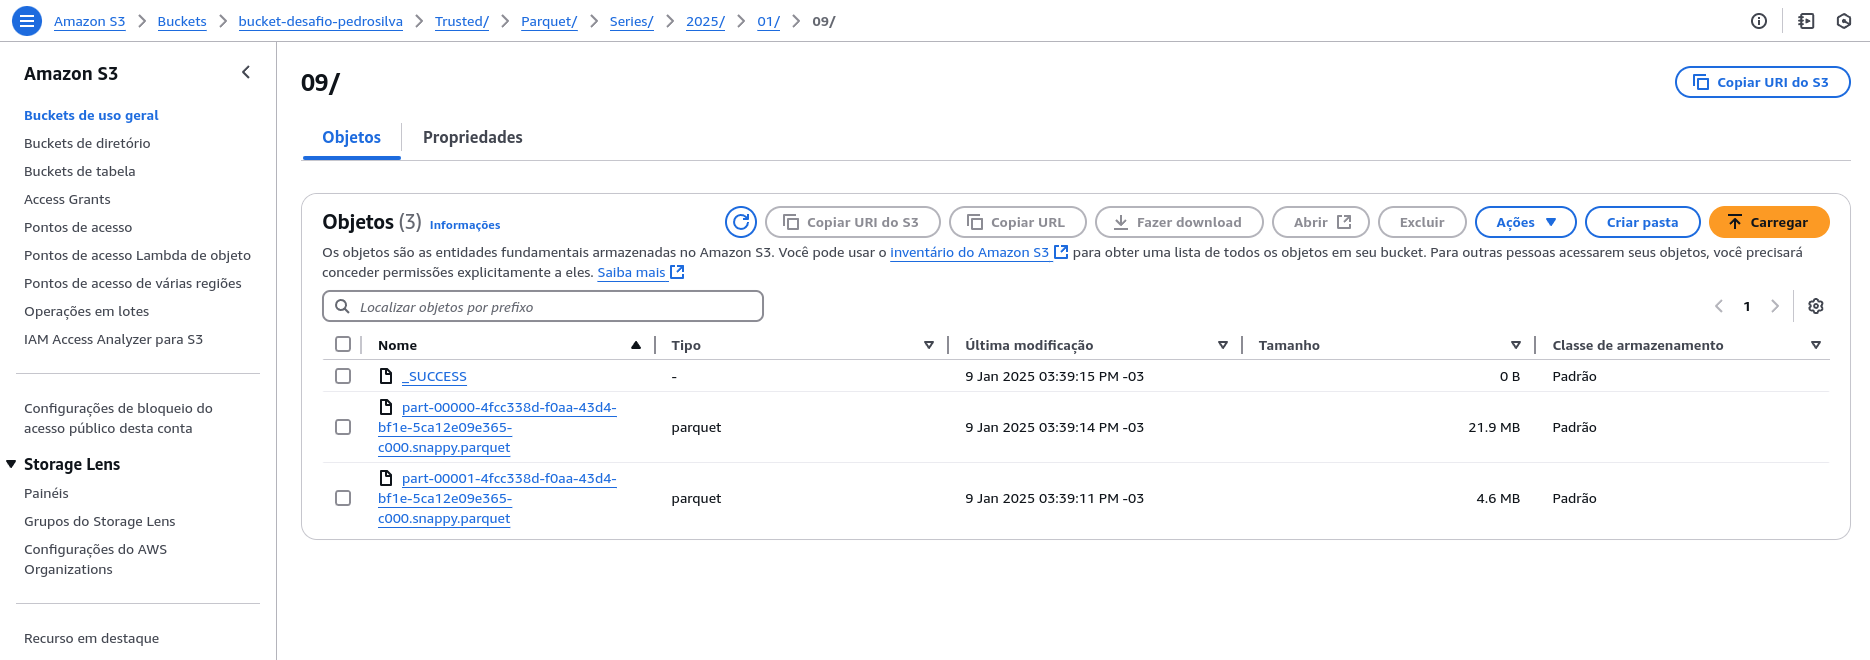 Amazon S3 > Buckets > bucket-desafio-pedrosilva > Trusted/ > Parquet/ > Series/ > 2025/ > 01/ > 09/
Amazon S3
Buckets de uso geral
Buckets de diretório
Buckets de tabela
Access Grants
Pontos de acesso
Pontos de acesso Lambda de objeto
Pontos de acesso de várias regiões
Operações em lotes
IAM Access Analyzer para S3
Configurações de bloqueio do
acesso público desta conta
Storage Lens
Painéis
Grupos do Storage Lens
Configurações do AWS
Organizations
Recurso em destaque
09/
Copiar URI do S3
Objetos
Propriedades
Objetos (3) Informações
Copiar URI do S3
Copiar URL
Fazer download
Abrir
Excluir
Ações
Criar pasta
Carregar
Os objetos são as entidades fundamentais armazenadas no Amazon S3. Você pode usar o inventário do Amazon S3 para obter uma lista de todos os objetos em seu bucket. Para outras pessoas acessarem seus objetos, você precisará
conceder permissões explicitamente a eles. Saiba mais
Localizar objetos por prefixo
1
Nome Tipo Última modificação Tamanho Classe de armazenamento
_SUCCESS - 9 Jan 2025 03:39:15 PM -03 0 B Padrão
part-00000-4fcc338d-f0aa-43d4-
bf1e-5ca12e09e365- parquet 9 Jan 2025 03:39:14 PM -03 21.9 MB Padrão
c000.snappy.parquet
part-00001-4fcc338d-f0aa-43d4-
bf1e-5ca12e09e365- parquet 9 Jan 2025 03:39:11 PM -03 4.6 MB Padrão
c000.snappy.parquet